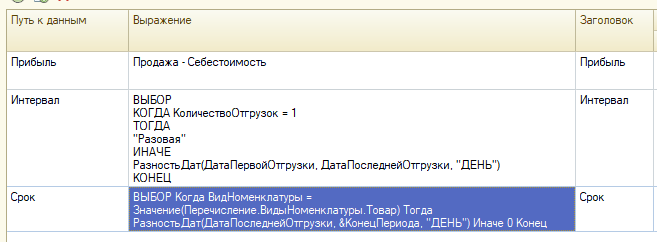 Путь к данным Выражение Заголовок
Прибыль Продажа - Себестоимость Прибыль
Интервал ВЫБОР Интервал
КОГДА КоличествоОтгрузок = 1
ТОГДА
"Разовая"
ИНАЧЕ
РазностьДат(ДатаПервойОтгрузки, ДатаПоследнейОтгрузки, "ДЕНЬ")
КОНЕЦ
Срок ВЫБОР Когда ВидНоменклатуры = Срок
Значение(Перечисление.ВидыНоменклатуры.Товар) Тогда
РазностьДат(ДатаПоследнейОтгрузки, &КонецПериода, "ДЕНЬ") Иначе 0 Конец